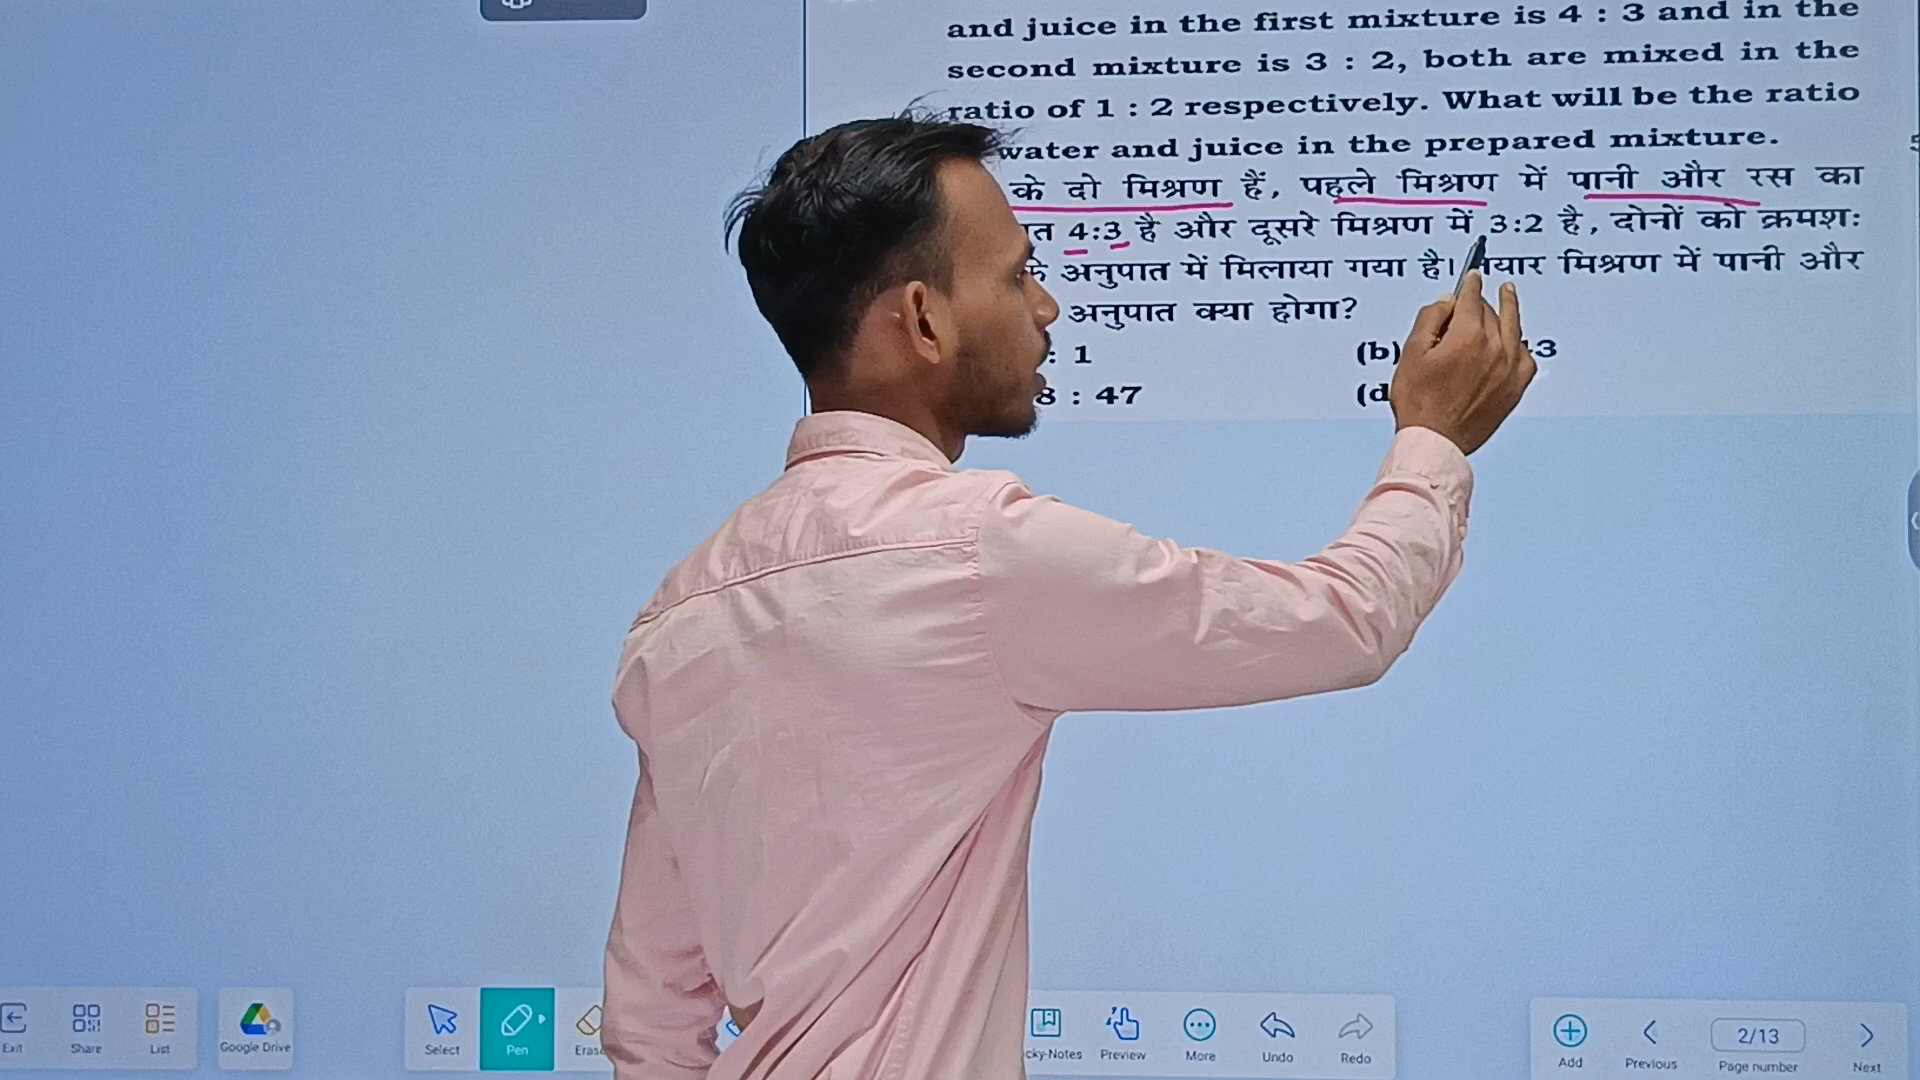 and juice in the first mixture is 4 : 3 and in the
second mixture is 3 : 2, both are mixed in the
ratio of 1 : 2 respectively. What will be the ratio
water and juice in the prepared mixture.
के दो मिश्रण हैं, पहले मिश्रण में पानी और रस का
4:3 है और दूसरे मिश्रण में 3:2 है, दोनों को क्रमशः
अनुपात में मिलाया गया है। मिश्रण में पानी और
अनुपात क्या होगा?
: 1
(b)
8 : 47
Exit
Share
List
Google Drive
Select
Pen
Preview
More
Undo
Redo
Add
Previous
2/13
Page number
Next